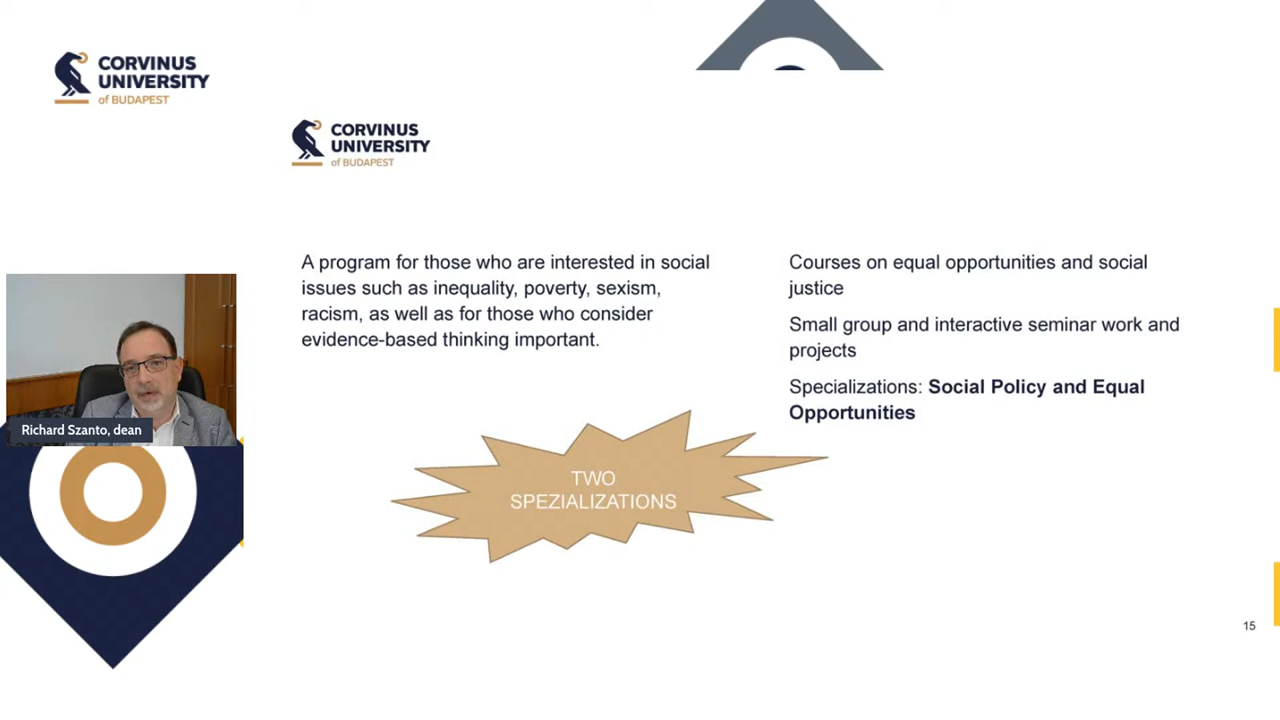 CORVINUS
UNIVERSITY
of BUDAPEST
CORVINUS
UNIVERSITY
of BUDAPEST
A program for those who are interested in social
issues such as inequality, poverty, sexism,
racism, as well as for those who consider
evidence-based thinking important.
Courses on equal opportunities and social
justice
Small group and interactive seminar work and
projects
Specializations: Social Policy and Equal
Opportunities
TWO
SPEZIALIZATIONS
Richard Szanto, dean
15